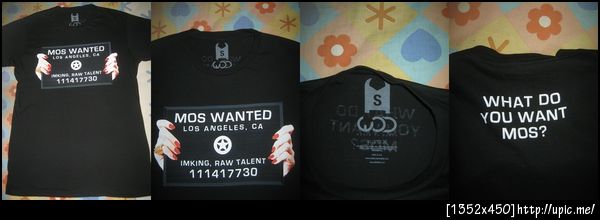 MOS WANTED
LOS ANGELES, CA
IMKING, RAW TALENT
111417730
MOS WANTED
LOS ANGELES, CA
IMKING, RAW TALENT
111417730
S
WHAT DO
YOU WANT
MOS?
[1352x450]http://upic.me/